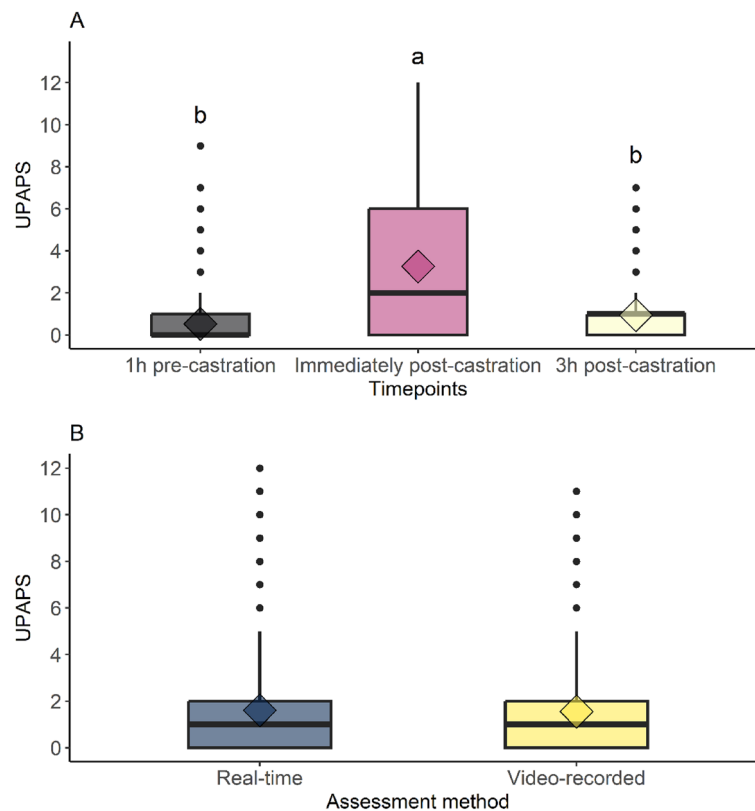 A
UPAPS
12
10
8
6
4
2
0
b
a
b
1h pre-castration Immediately post-castration 3h post-castration
Timepoints
B
UPAPS
12
10
8
6
4
2
0
Real-time Video-recorded
Assessment method